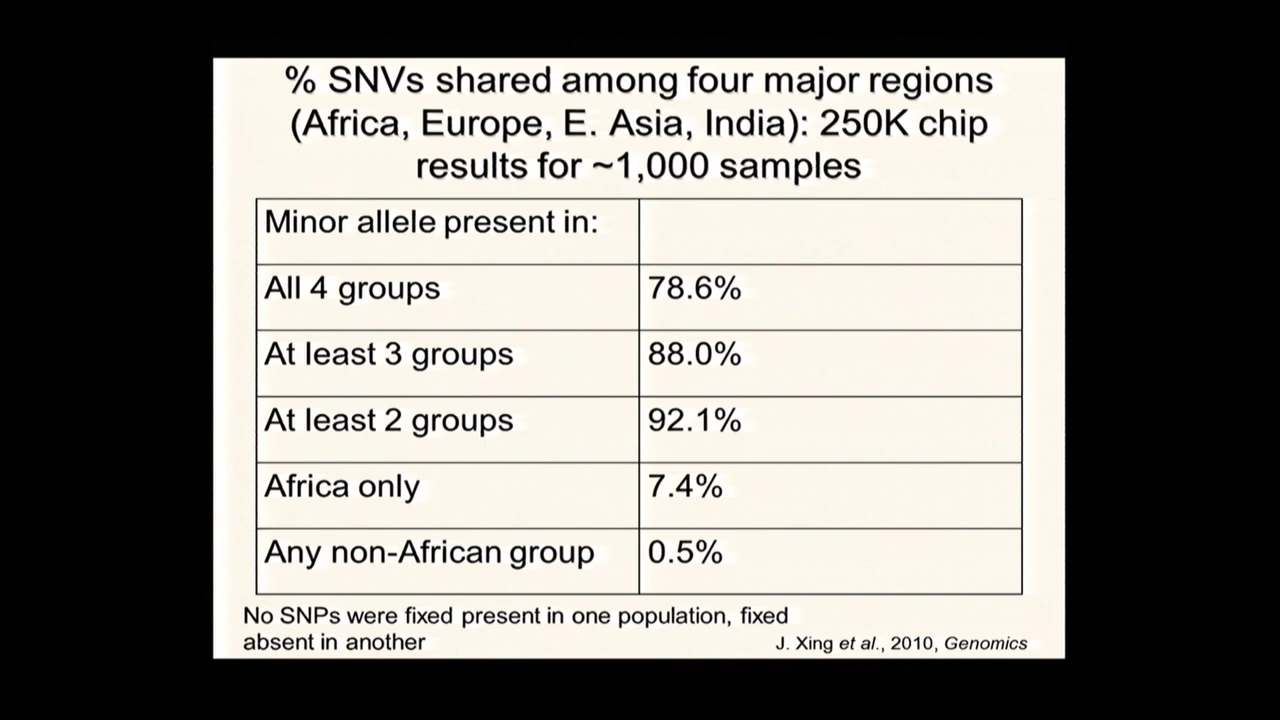 % SNVs shared among four major regions
(Africa, Europe, E. Asia, India): 250K chip
results for ~1,000 samples
Minor allele present in:
All 4 groups 78.6%
At least 3 groups 88.0%
At least 2 groups 92.1%
Africa only 7.4%
Any non-African group 0.5%
No SNPs were fixed present in one population, fixed
absent in another
J. Xing et al., 2010, Genomics